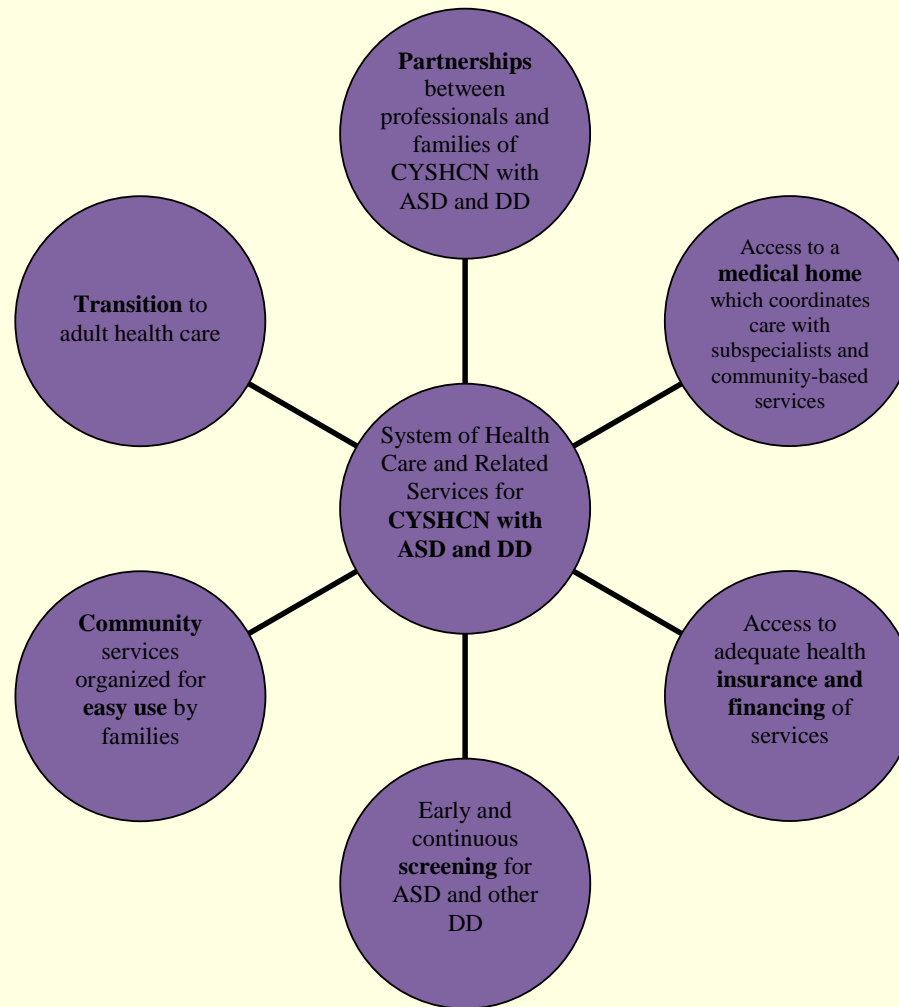 Partnerships
between
professionals and
families of
CYSHCN with
ASD and DD
Access to a
medical home
which coordinates
care with
subspecialists and
community-based
services
Transition to
adult health care
System of Health
Care and Related
Services for
CYSHCN with
ASD and DD
Community
services
organized for
easy use by
families
Access to
adequate health
insurance and
financing of
services
Early and
continuous
screening for
ASD and other
DD